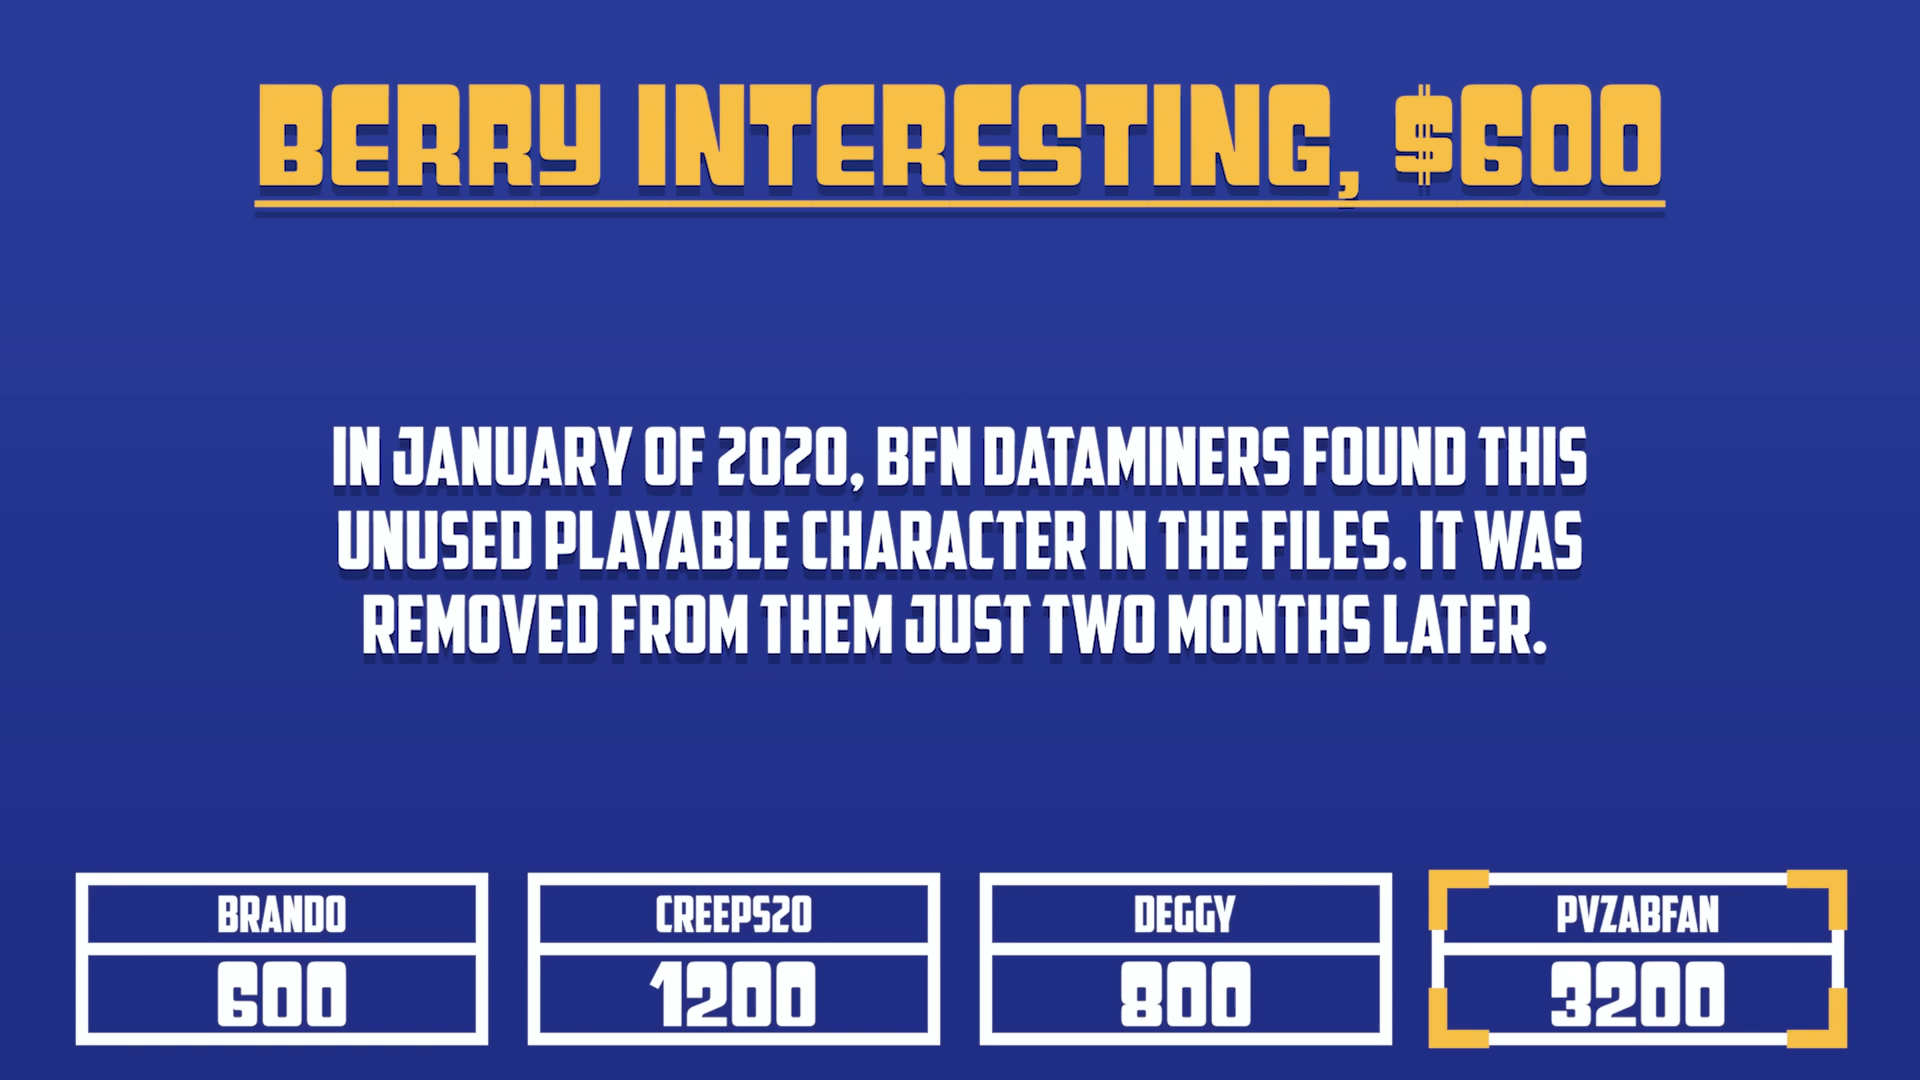 BERRY INTERESTING, $600
IN JANUARY OF 2020, BFN DATAMINERS FOUND THIS
UNUSED PLAYABLE CHARACTER IN THE FILES. IT WAS
REMOVED FROM THEM JUST TWO MONTHS LATER.
BRANDO
600
CREEPS20
1200
DEGGY
800
PVZABFAN
3200